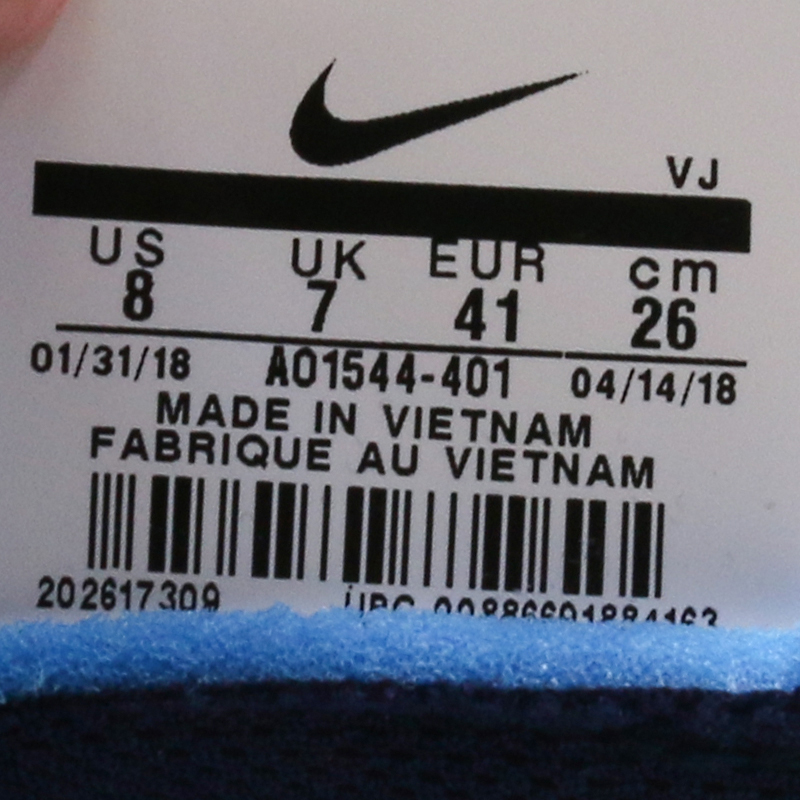 VJ
US UK EUR cm
8 7 41 26
01/31/18 AO1544-401 04/14/18
MADE IN VIETNAM
FABRIQUE AU VIETNAM
202617309 UPC